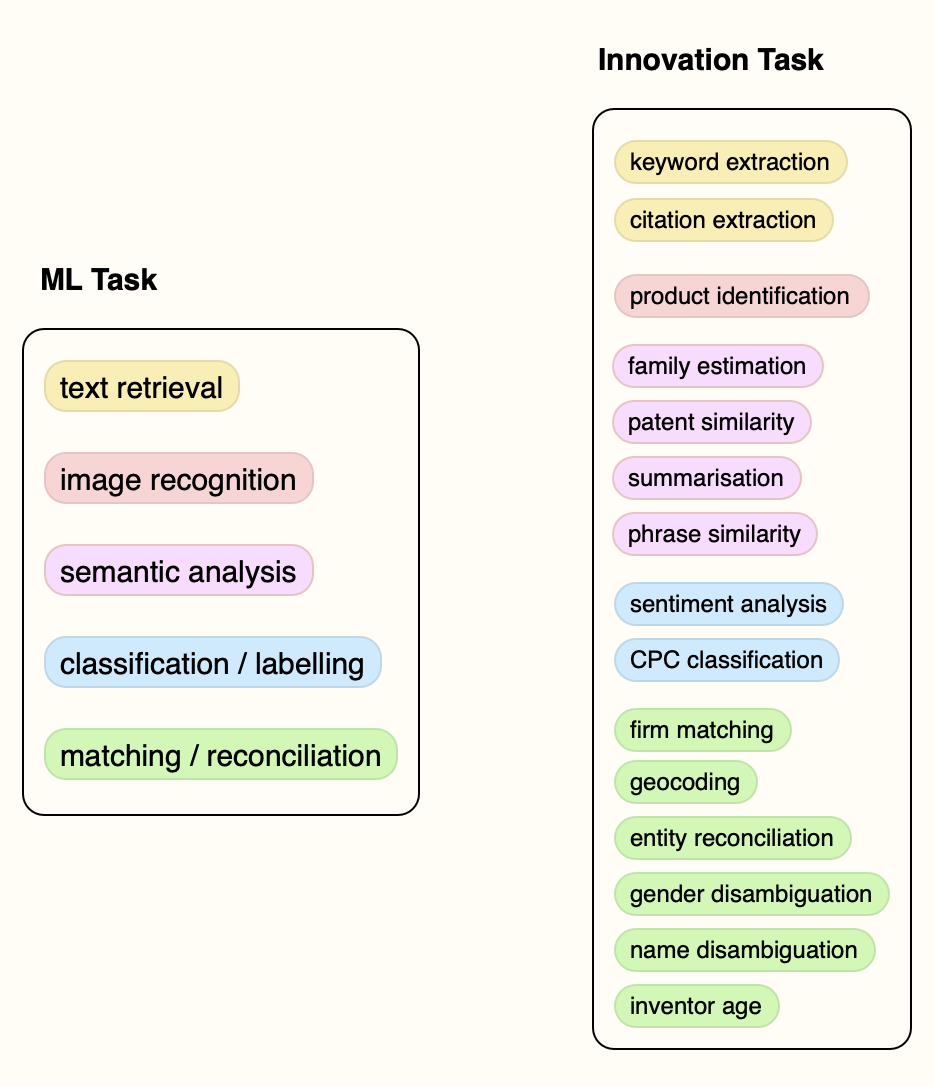 ML Task
text retrieval
image recognition
semantic analysis
classification / labelling
matching / reconciliation
Innovation Task
keyword extraction
citation extraction
product identification
family estimation
patent similarity
summarisation
phrase similarity
sentiment analysis
CPC classification
firm matching
geocoding
entity reconciliation
gender disambiguation
name disambiguation
inventor age